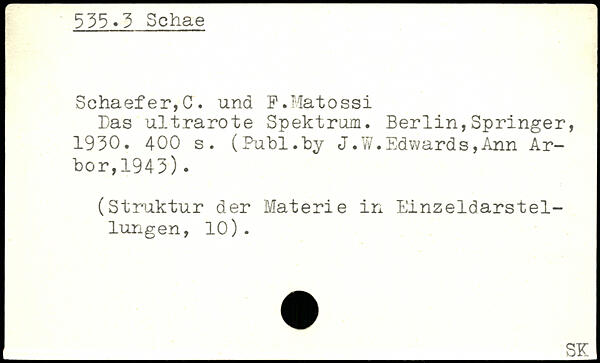 535.3 Schae
Schaefer,C. und F.Matossi
Das ultrarote Spektrum. Berlin,Springer,
1930. 400 s. (Publ.by J.W.Edwards,Ann Ar-
bor,1943).
(Struktur der Materie in Einzeldarstel-
lungen, 10).
SK